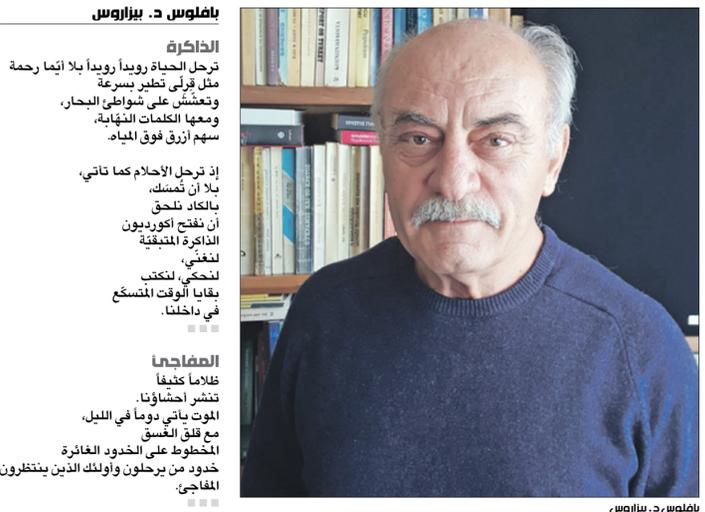 بافلوس د. بيزاروس
الذاكرة
ترحل الحياة رويداً رويداً بلا أيّما رحمة
مثل قِرلّى تطير بسرعة
وتعشّش على شواطئ البحار،
ومعها الكلمات النهّابة،
سهم أزرق فوق المياه.
إذ ترحل الأحلام كما تأتي،
بلا أن تُمسَك،
بالكاد نلحق
أن نفتح أكورديون
الذاكرة المتبقيّة
لنغنّي،
لنحكي، لنكتب
بقايا الوقت المتسكّع
في داخلنا.
المفاجئ
ظلاماً كثيفاً
تنشر أحشاؤنا.
الموت يأتي دوماً في الليل،
مع قلق الغسق
المخطوط على الخدود الغائرة
خدود من يرحلون وأولئك الذين ينتظرون
المفاجئ.
بافلوس د. بيزاروس